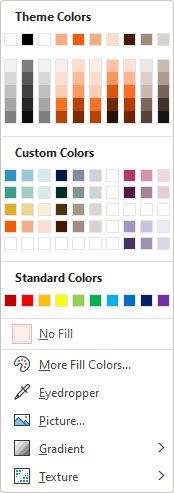 Theme Colors
Custom Colors
Standard Colors
No Fill
More Fill Colors...
Eyedropper
Picture...
Gradient
Texture